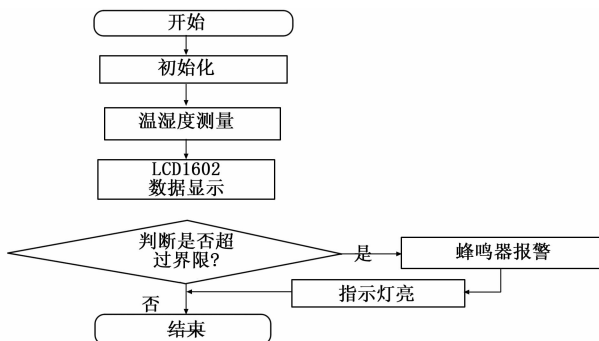 开始
初始化
温湿度测量
LCD1602
数据显示
判断是否超
过界限?
是
蜂鸣器报警
指示灯亮
否
结束